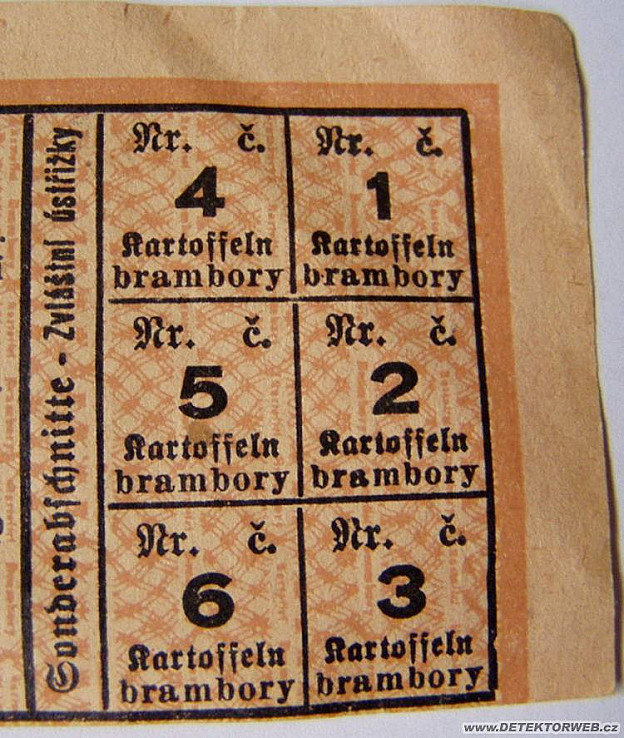 Sonderabschnitte - Zvláštní ústřižky
Nr. č.
4
Kartoffeln
brambory
Nr. č.
1
Kartoffeln
brambory
Nr. č.
5
Kartoffeln
brambory
Nr. č.
2
Kartoffeln
brambory
Nr. č.
6
Kartoffeln
brambory
Nr. č.
3
Kartoffeln
brambory
www.DETEKTORWEB.cz